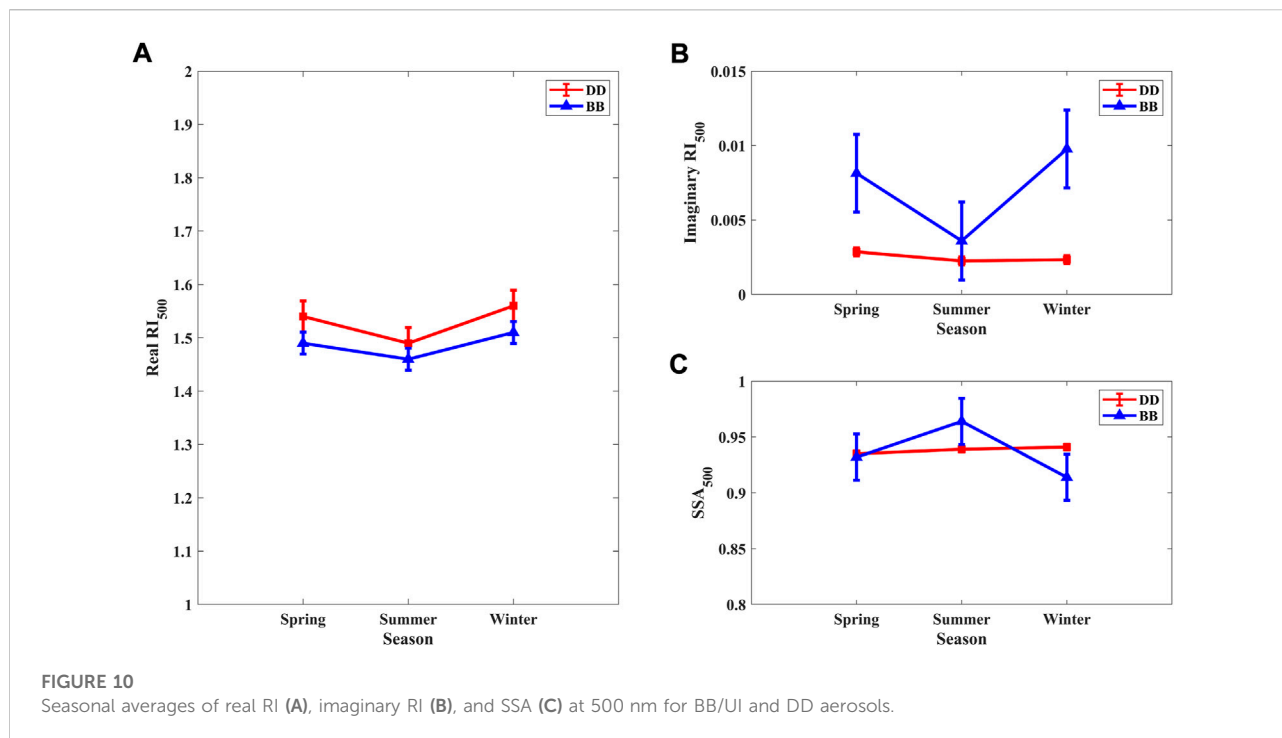 A
2
1.9
1.8
1.7
1.6
1.5
1.4
1.3
1.2
1.1
1
Real RI500
Spring Summer Winter
Season
DD
BB
B
0.015
0.01
0.005
0
Imaginary RI500
Spring Summer Winter
Season
DD
BB
C
1
0.95
0.9
0.85
0.8
SSA500
Spring Summer Winter
Season
DD
BB
FIGURE 10
Seasonal averages of real RI (A), imaginary RI (B), and SSA (C) at 500 nm for BB/UI and DD aerosols.